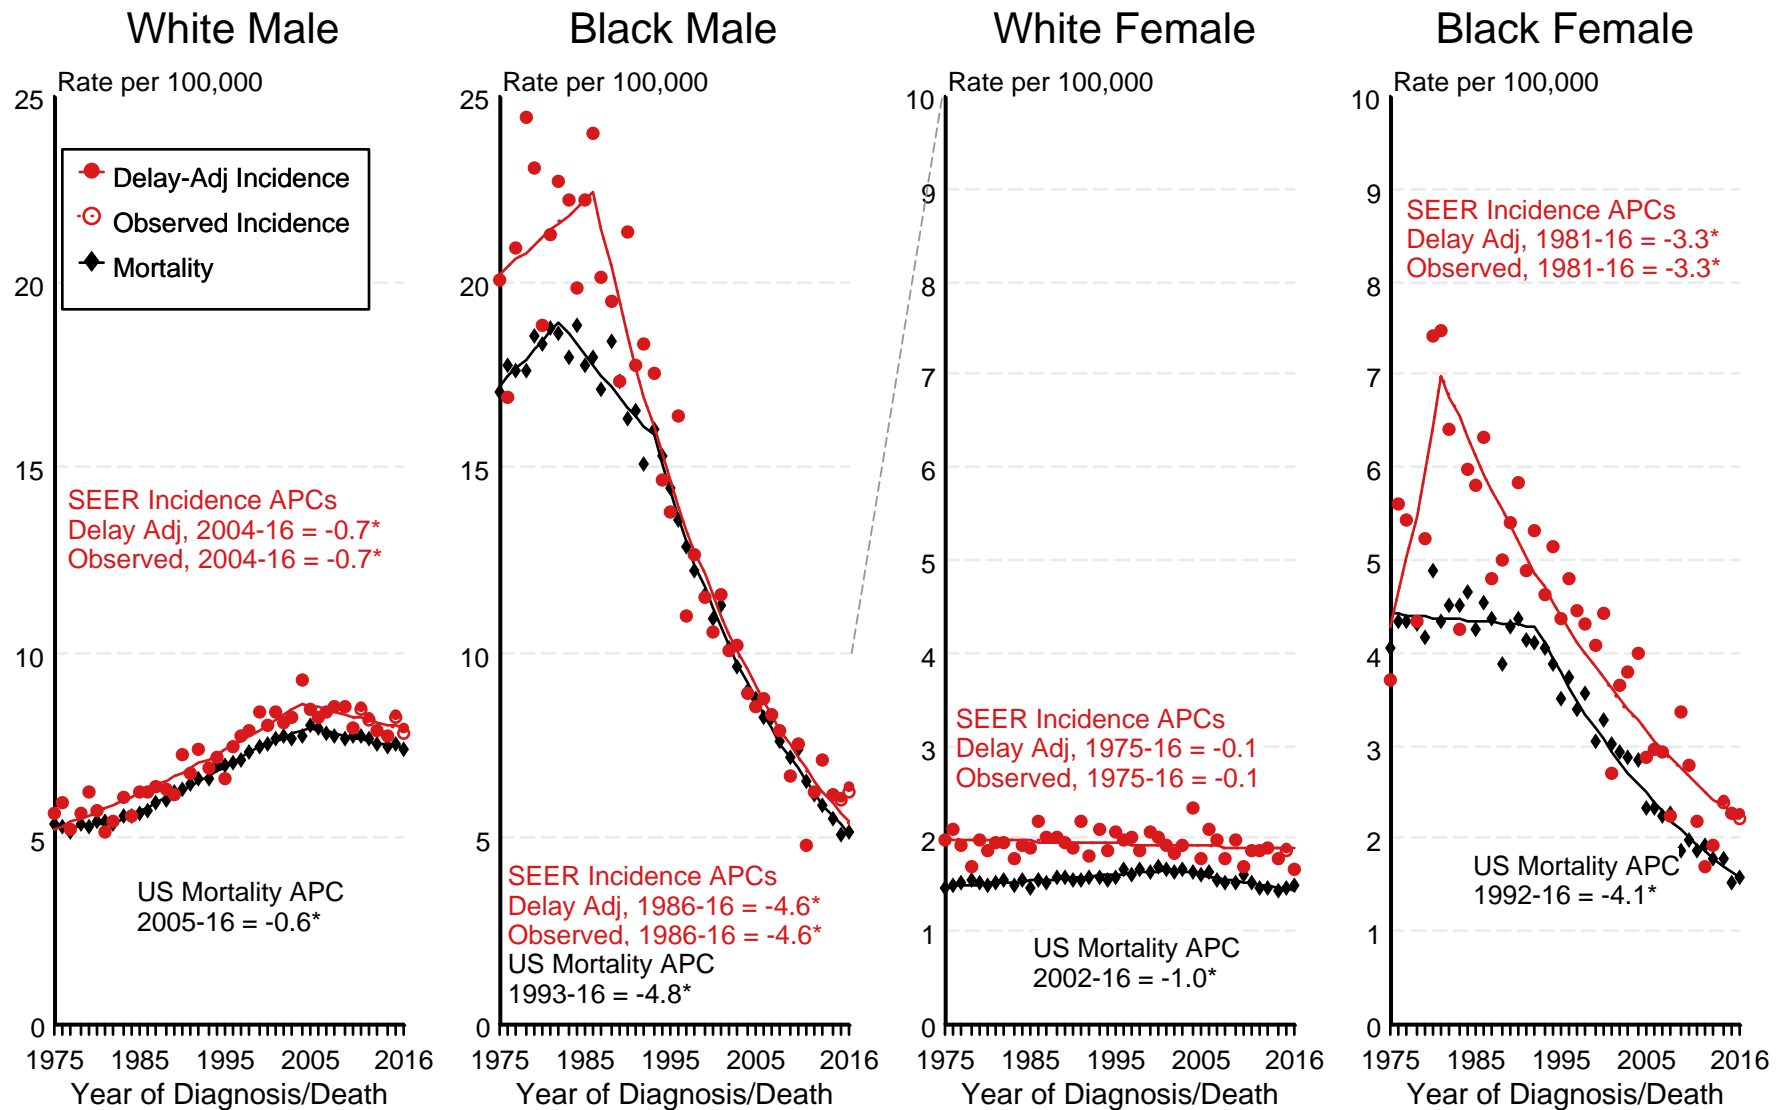 White Male
Rate per 100,000
25
20
15
10
5
0
Delay-Adj Incidence
Observed Incidence
Mortality
SEER Incidence APCs
Delay Adj, 2004-16 = -0.7*
Observed, 2004-16 = -0.7*
US Mortality APC
2005-16 = -0.6*
1975 1985 1995 2005 2016
Year of Diagnosis/Death
Black Male
Rate per 100,000
25
20
15
10
5
0
SEER Incidence APCs
Delay Adj, 1986-16 = -4.6*
Observed, 1986-16 = -4.6*
US Mortality APC
1993-16 = -4.8*
1975 1985 1995 2005 2016
Year of Diagnosis/Death
White Female
Rate per 100,000
10
9
8
7
6
5
4
3
2
1
0
SEER Incidence APCs
Delay Adj, 1975-16 = -0.1
Observed, 1975-16 = -0.1
US Mortality APC
2002-16 = -1.0*
1975 1985 1995 2005 2016
Year of Diagnosis/Death
Black Female
Rate per 100,000
10
9
8
7
6
5
4
3
2
1
0
SEER Incidence APCs
Delay Adj, 1981-16 = -3.3*
Observed, 1981-16 = -3.3*
US Mortality APC
1992-16 = -4.1*
1975 1985 1995 2005 2016
Year of Diagnosis/Death